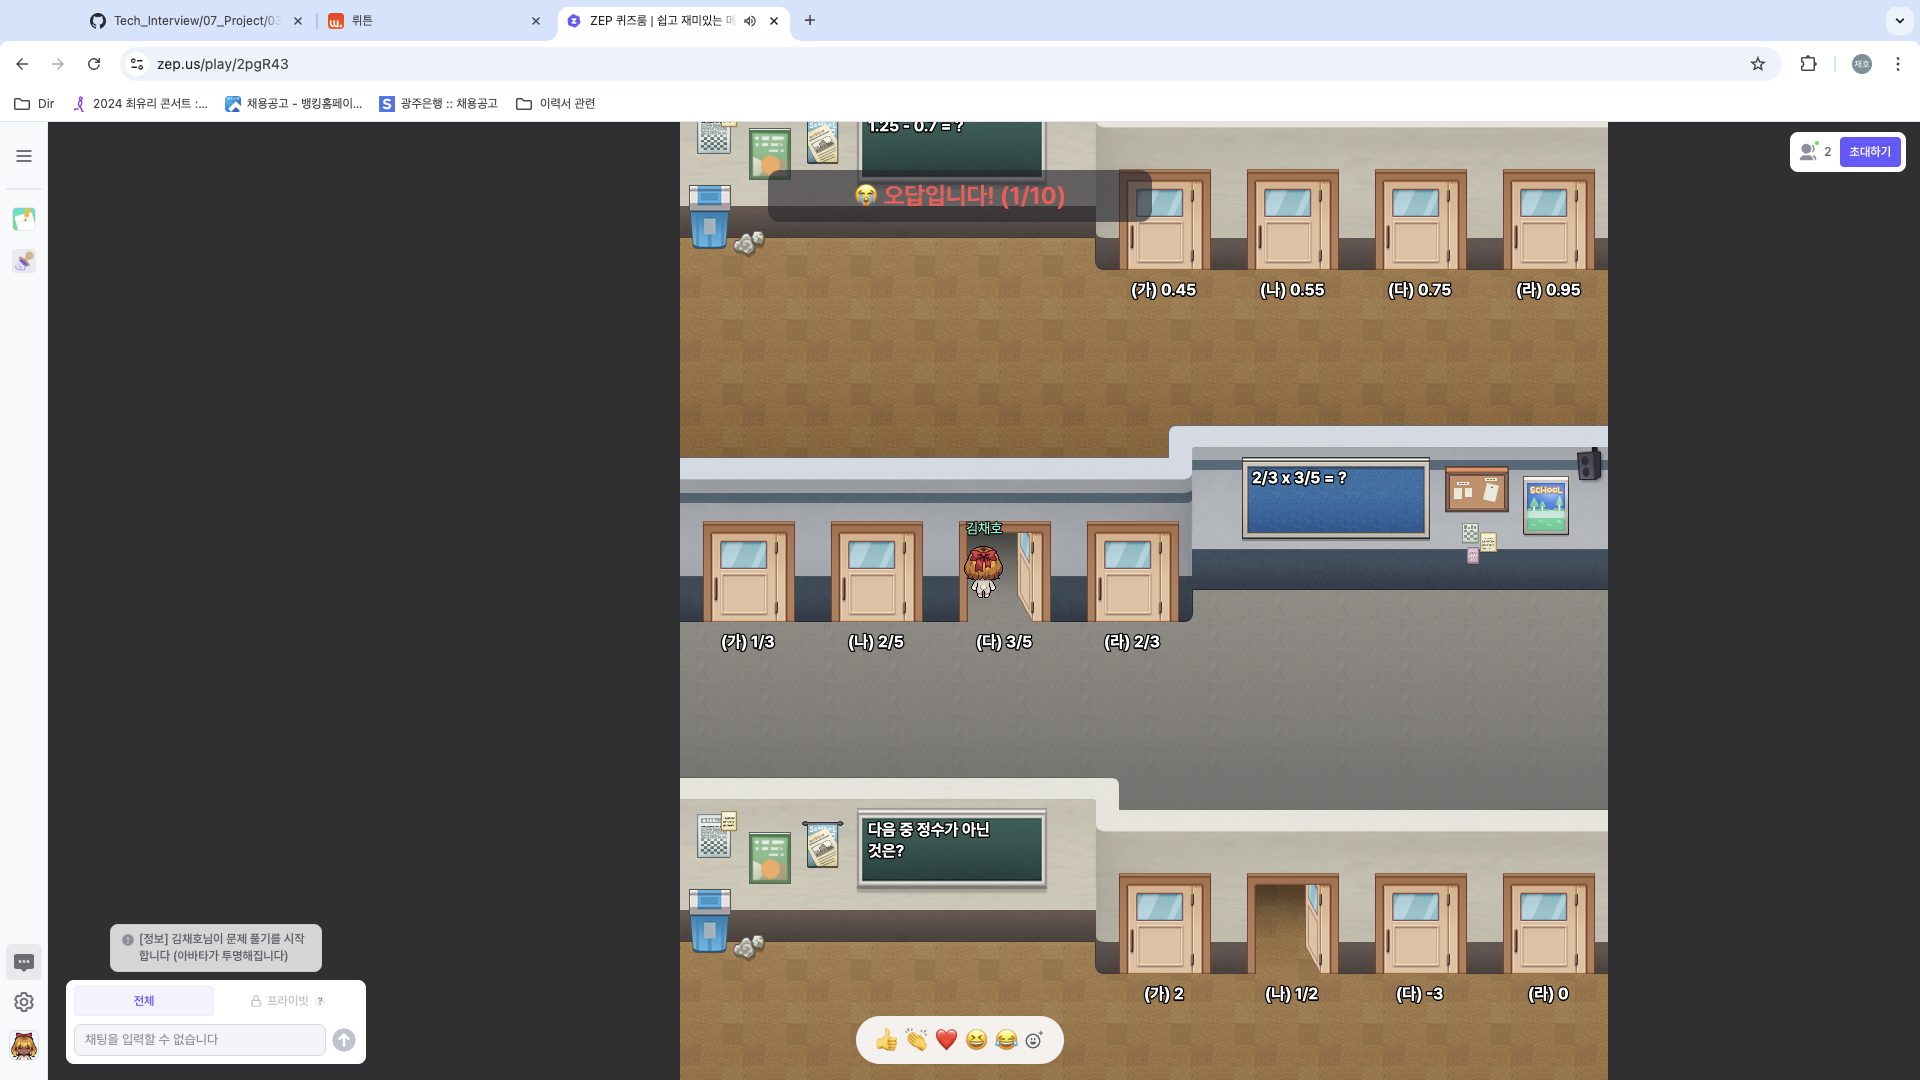 Tech_Interview/07_Project/03
뤼튼
ZEP 퀴즈룸 | 쉽고 재미있는 메
zep.us/play/2pgR43
채호
Dir
2024 최유리 콘서트 :...
채용공고 - 뱅킹홈페이...
S
광주은행 :: 채용공고
이력서 관련
2
초대하기
1.25 - 0.7 = ?
😭 오답입니다! (1/10)
(가) 0.45
(나) 0.55
(다) 0.75
(라) 0.95
2/3 x 3/5 = ?
SCHOOL
김채호
(가) 1/3
(나) 2/5
(다) 3/5
(라) 2/3
다음 중 정수가 아닌
것은?
(가) 2
(나) 1/2
(다) -3
(라) 0
[정보] 김채호님이 문제 풀기를 시작
합니다 (아바타가 투명해집니다)
전체
프라이빗
?
채팅을 입력할 수 없습니다